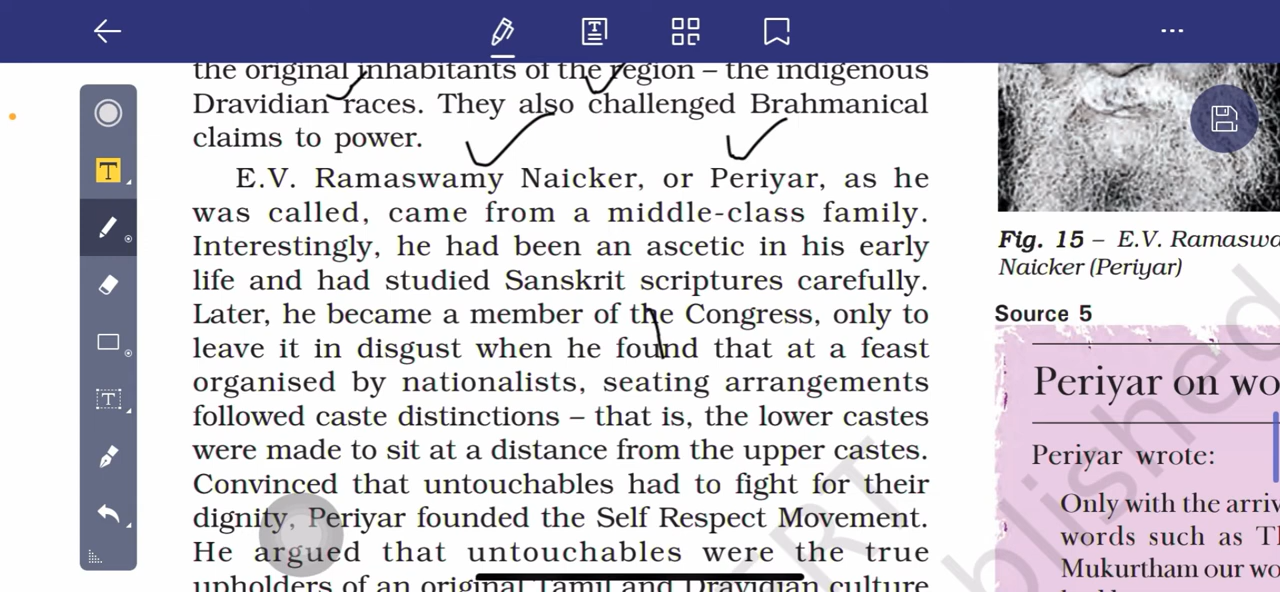 the original inhabitants of the region – the indigenous
Dravidian races. They also challenged Brahmanical
claims to power.
E.V. Ramaswamy Naicker, or Periyar, as he
was called, came from a middle-class family.
Interestingly, he had been an ascetic in his early
life and had studied Sanskrit scriptures carefully.
Later, he became a member of the Congress, only to
leave it in disgust when he found that at a feast
organised by nationalists, seating arrangements
followed caste distinctions – that is, the lower castes
were made to sit at a distance from the upper castes.
Convinced that untouchables had to fight for their
dignity, Periyar founded the Self Respect Movement.
He argued that untouchables were the true
upholders of an original Tamil and Dravidian culture
Fig. 15 – E.V. Ramaswa
Naicker (Periyar)
Source 5
Periyar on wo
Periyar wrote:
Only with the arriv
words such as Th
Mukurtham our wo